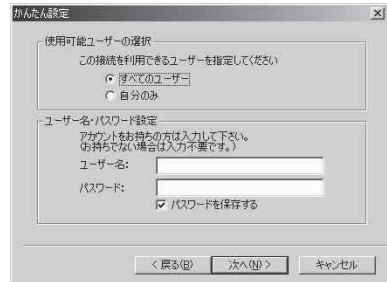 かんたん設定
使用可能ユーザーの選択
この接続を利用できるユーザーを指定してください
すべてのユーザー
自分のみ
ユーザー名・パスワード設定
アカウントをお持ちの方は入力して下さい。
(お持ちでない場合は入力不要です。)
ユーザー名:
パスワード:
パスワードを保存する
< 戻る(B) 次へ(N) > キャンセル